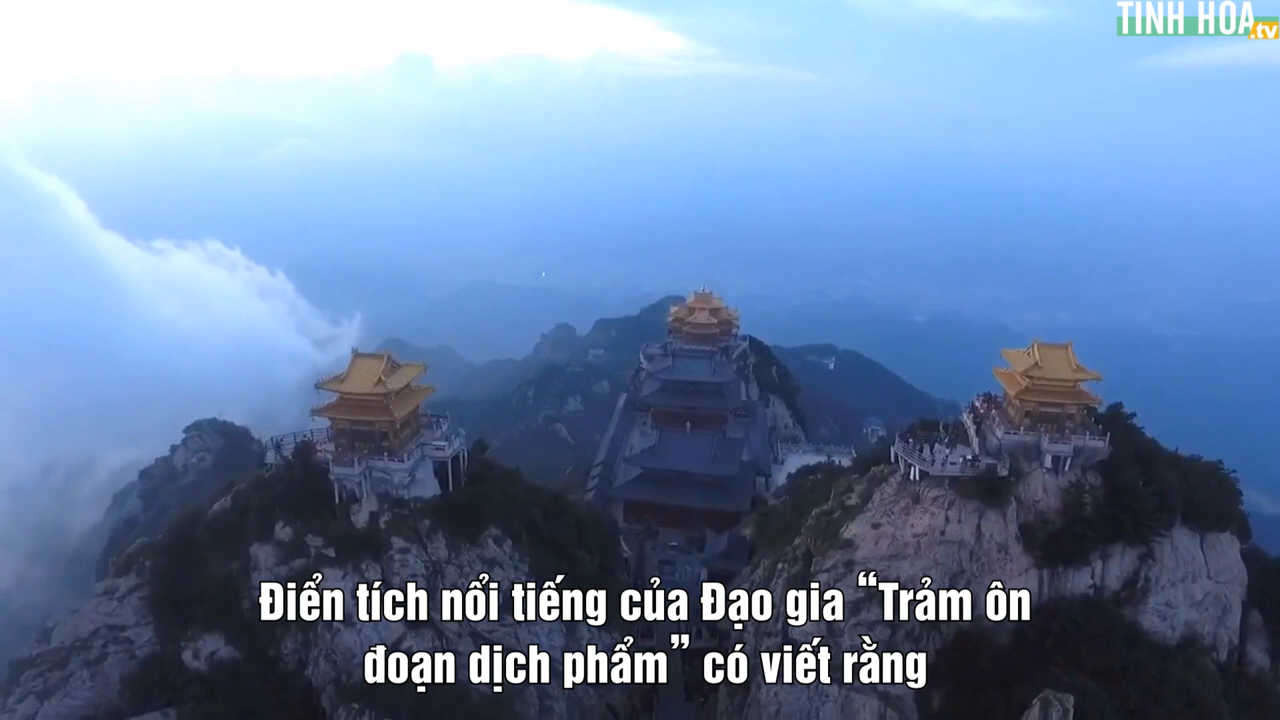 TINH HOA
.tv
Điển tích nổi tiếng của Đạo gia “Trảm ôn
đoạn dịch phẩm” có viết rằng